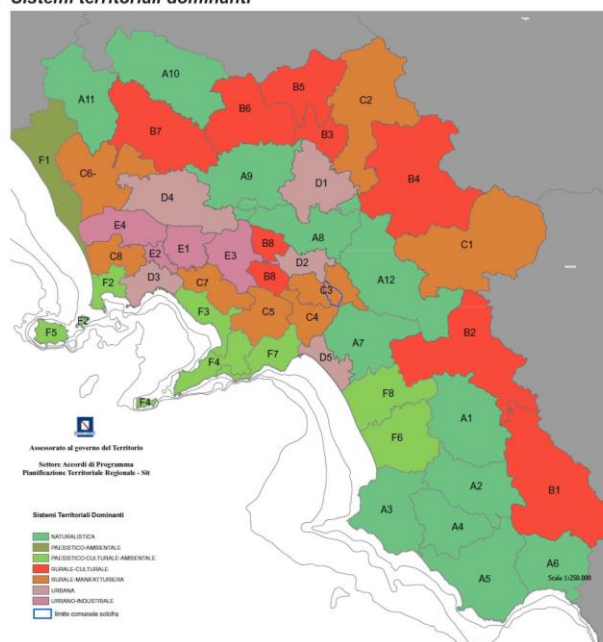 Sistemi territoriali dominanti
A10
B5
C2
A11
B6
B7
B3
F1
B4
C6-
A9
D1
D4
E4
A8
C1
B8
E2
E1
E3
C8
D2
A12
F2
D3
C7
B8
C3
F3
C5
C4
F2
F5
B2
A7
F4
F7
D5
F4
F8
A1
F6
A2
B1
A3
A4
A5
A6
Assessorato al governo del Territorio
Settore Accordi di Programma
Planificazione Territoriale Regionale - Sit
Sistemi Territoriali Dominanti
NATURALISTICA
PAESISTICO-AMBIENTALE
PAESISTICO-CULTURALE-AMBIENTALE
RURALE-CULTURALE
RURALE-MANIFATTURIERA
URBANA
URBANO-INDUSTRIALE
limite comunale solofra
Scala 1:250.000